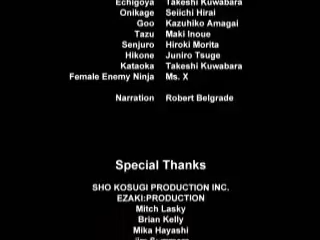 Echigoya Takeshi Kuwabara
Onikage Seiichi Hirai
Goo Kazuhiko Amagai
Tazu Maki Inoue
Senjuro Hiroki Morita
Hikone Juniro Tsuge
Kataoka Takeshi Kuwabara
Female Enemy Ninja Ms. X
Narration Robert Belgrade
Special Thanks
SHO KOSUGI PRODUCTION INC.
EZAKI:PRODUCTION
Mitch Lasky
Brian Kelly
Mika Hayashi